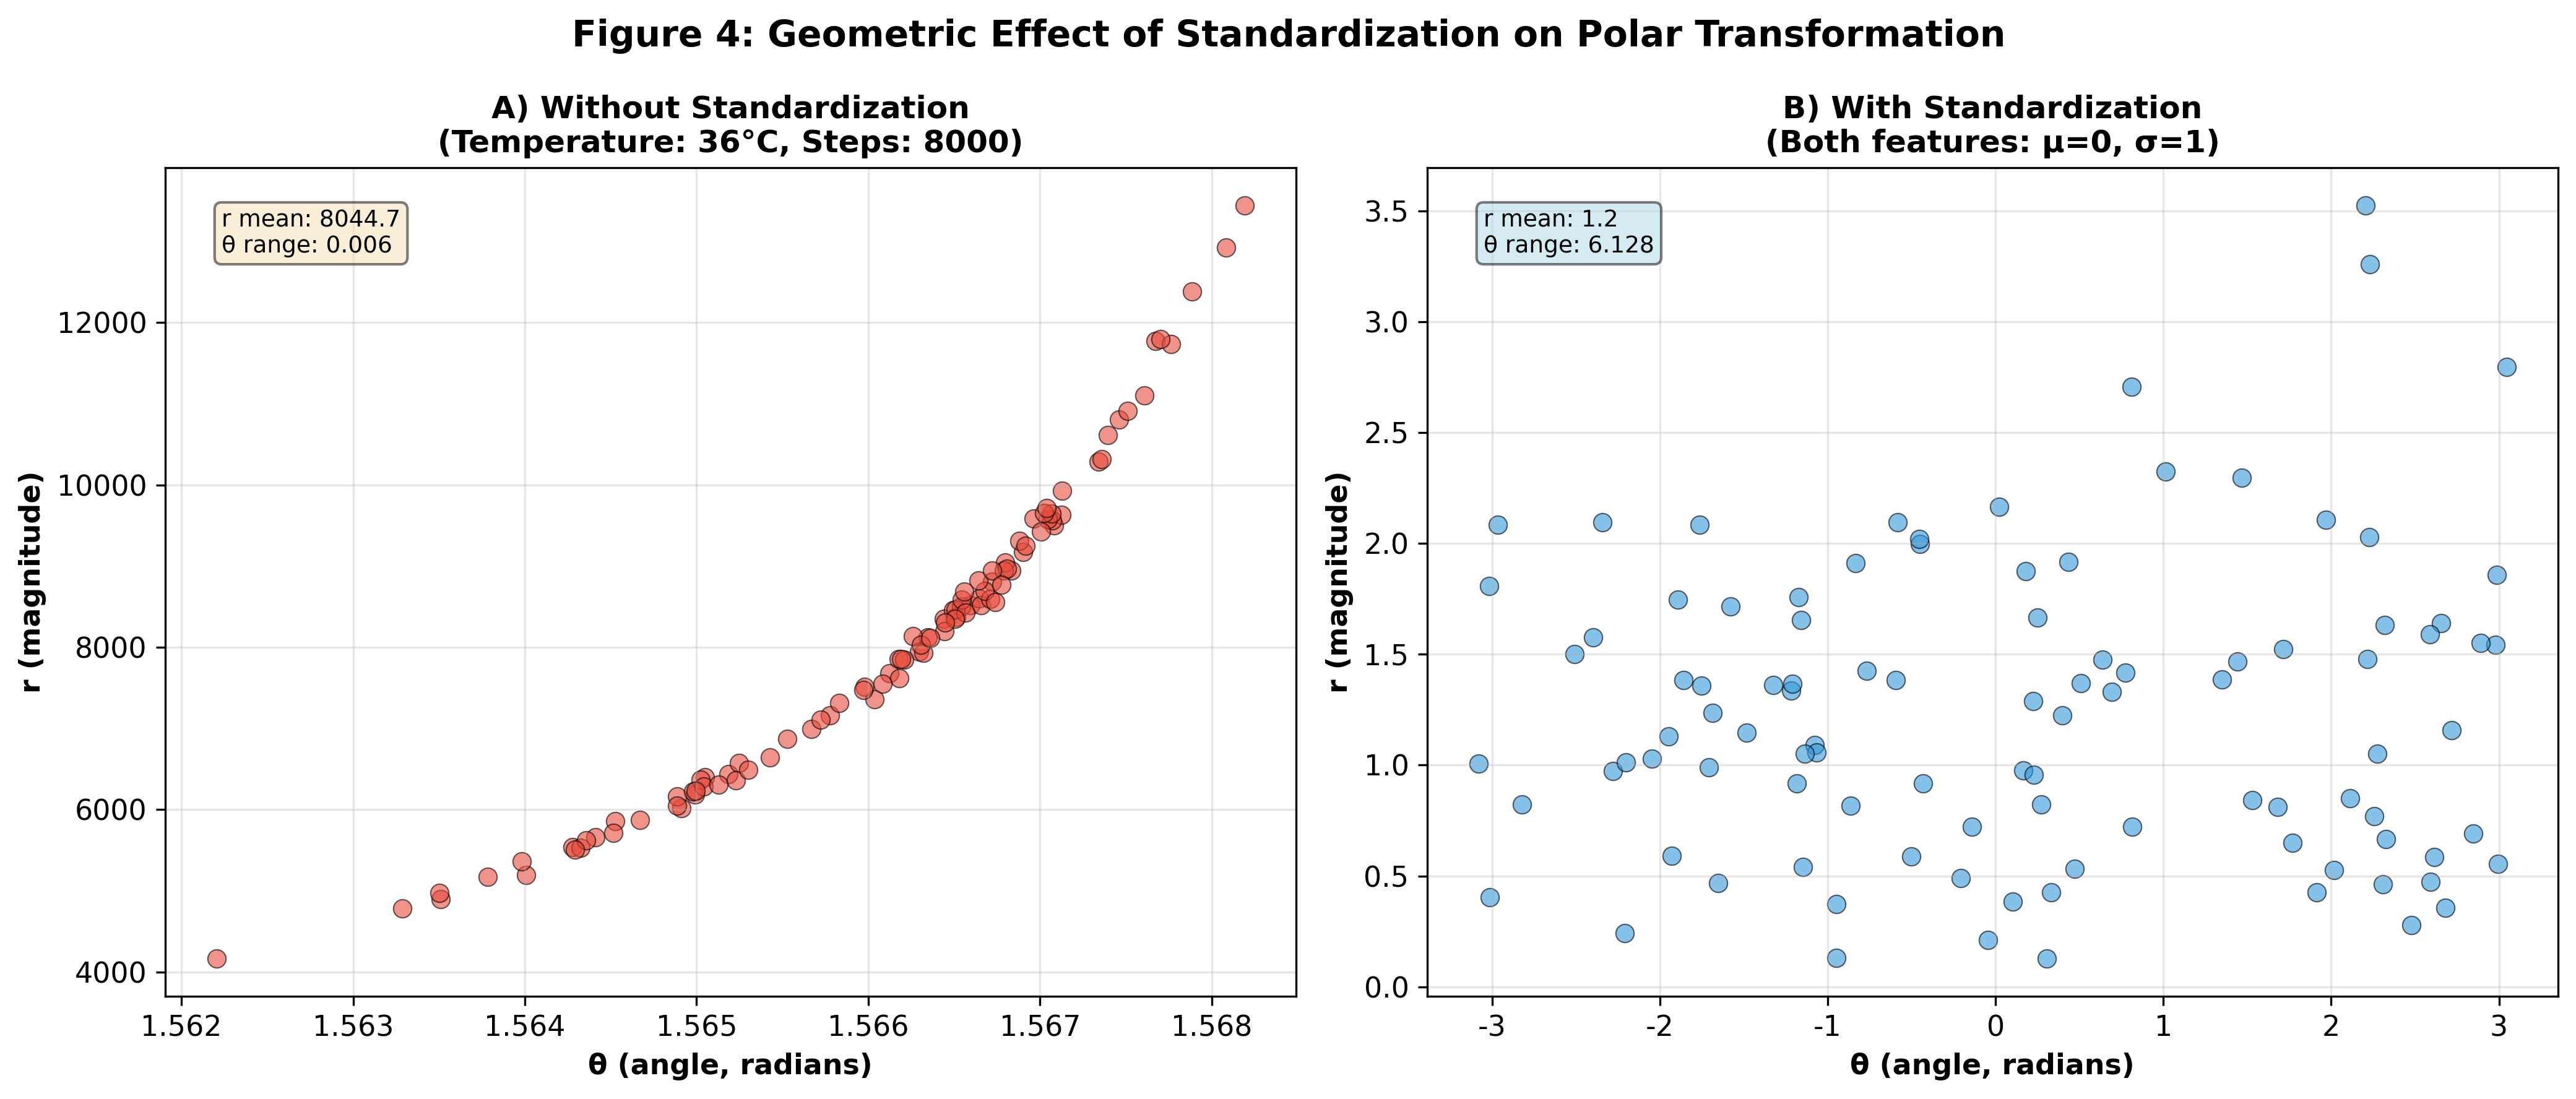 Figure 4: Geometric Effect of Standardization on Polar Transformation
A) Without Standardization
(Temperature: 36°C, Steps: 8000)
r mean: 8044.7
θ range: 0.006
r (magnitude)
12000
10000
8000
6000
4000
1.562 1.563 1.564 1.565 1.566 1.567 1.568
θ (angle, radians)
B) With Standardization
(Both features: μ=0, σ=1)
r mean: 1.2
θ range: 6.128
r (magnitude)
3.5
3.0
2.5
2.0
1.5
1.0
0.5
0.0
-3 -2 -1 0 1 2 3
θ (angle, radians)